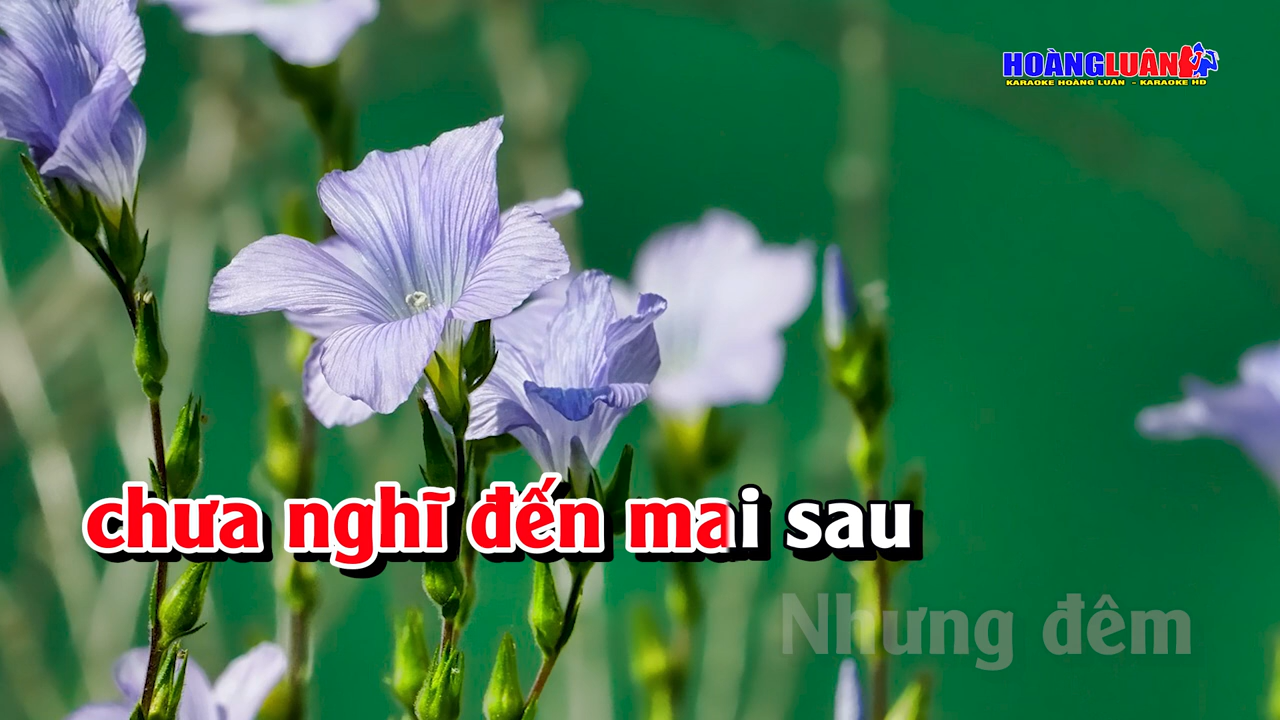 HOÀNGLUÂN
KARAOKE HOÀNG LUÂN - KARAOKE HD
chưa nghĩ đến mai sau
Nhưng đêm